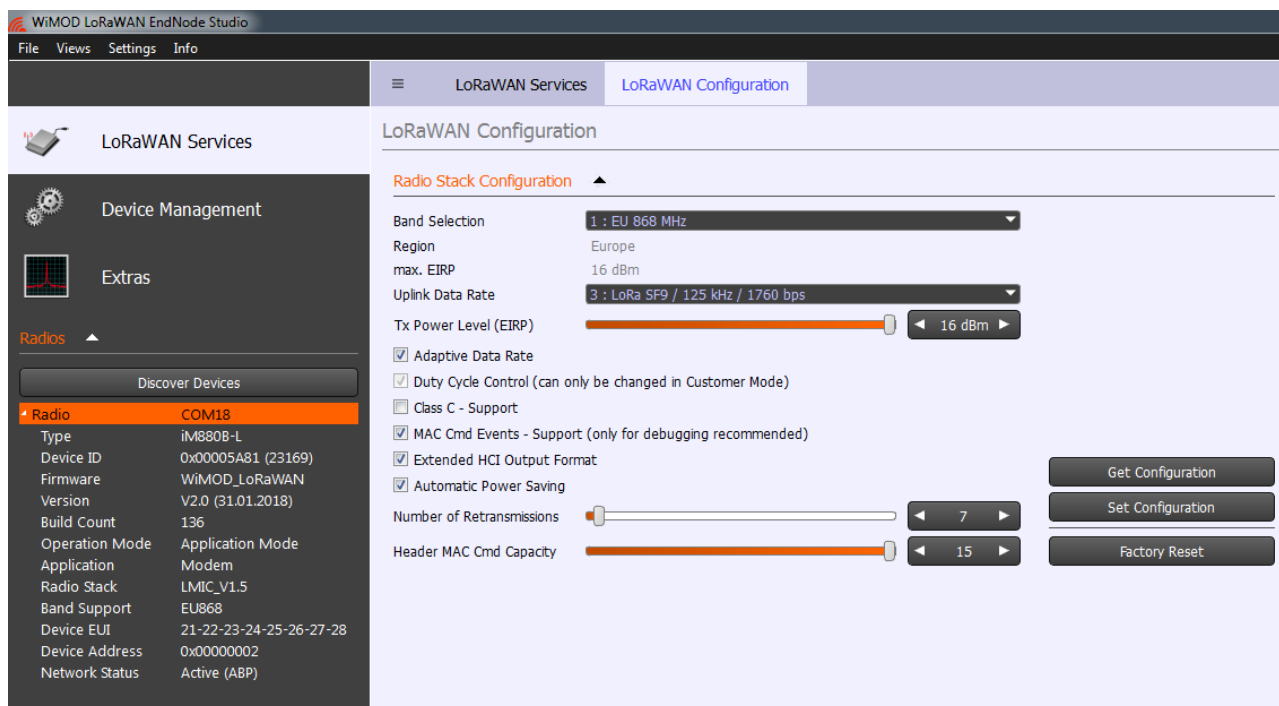 WiMOD LoRaWAN EndNode Studio
File Views Settings Info
LoRaWAN Services LoRaWAN Configuration
LoRaWAN Services
Device Management
Extras
Radios
Discover Devices
Radio COM18
Type iM880B-L
Device ID 0x00005A81 (23169)
Firmware WiMOD_LoRaWAN
Version V2.0 (31.01.2018)
Build Count 136
Operation Mode Application Mode
Application Modem
Radio Stack LMIC_V1.5
Band Support EU868
Device EUI 21-22-23-24-25-26-27-28
Device Address 0x00000002
Network Status Active (ABP)
LoRaWAN Configuration
Radio Stack Configuration
Band Selection 1 : EU 868 MHz
Region Europe
max. EIRP 16 dBm
Uplink Data Rate 3 : LoRa SF9 / 125 kHz / 1760 bps
Tx Power Level (EIRP) 16 dBm
Adaptive Data Rate
Duty Cycle Control (can only be changed in Customer Mode)
Class C - Support
MAC Cmd Events - Support (only for debugging recommended)
Extended HCI Output Format
Automatic Power Saving
Number of Retransmissions 7
Header MAC Cmd Capacity 15
Get Configuration
Set Configuration
Factory Reset